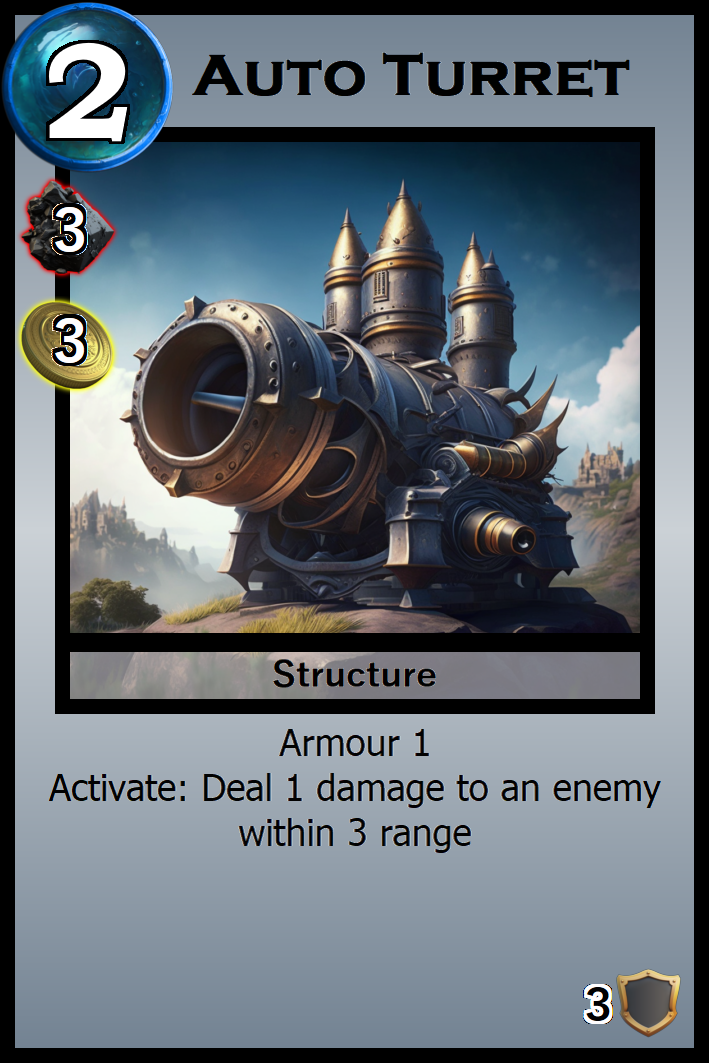 2
Auto Turret
3
3
Structure
Armour 1
Activate: Deal 1 damage to an enemy
within 3 range
3